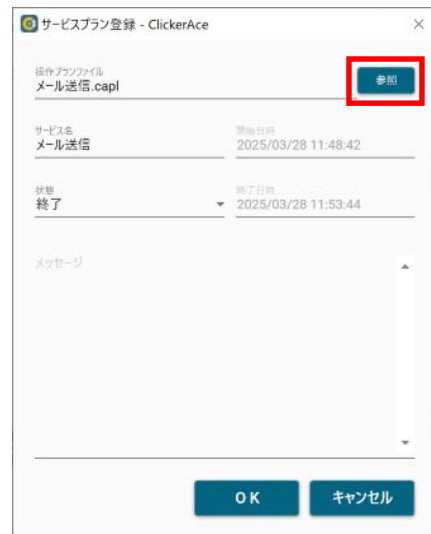 サービスプラン登録 - ClickerAce
操作プランファイル
メール送信.capl
参照
サービス名
メール送信
開始日時
2025/03/28 11:48:42
状態
終了
終了日時
2025/03/28 11:53:44
メッセージ
OK
キャンセル